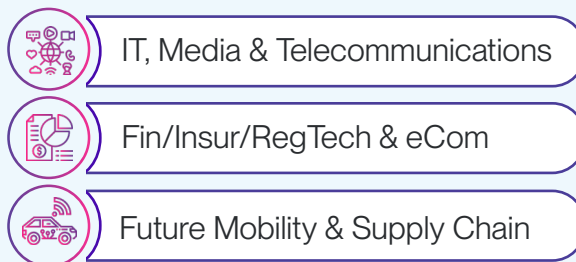 IT, Media & Telecommunications
Fin/Insur/RegTech & eCom
Future Mobility & Supply Chain